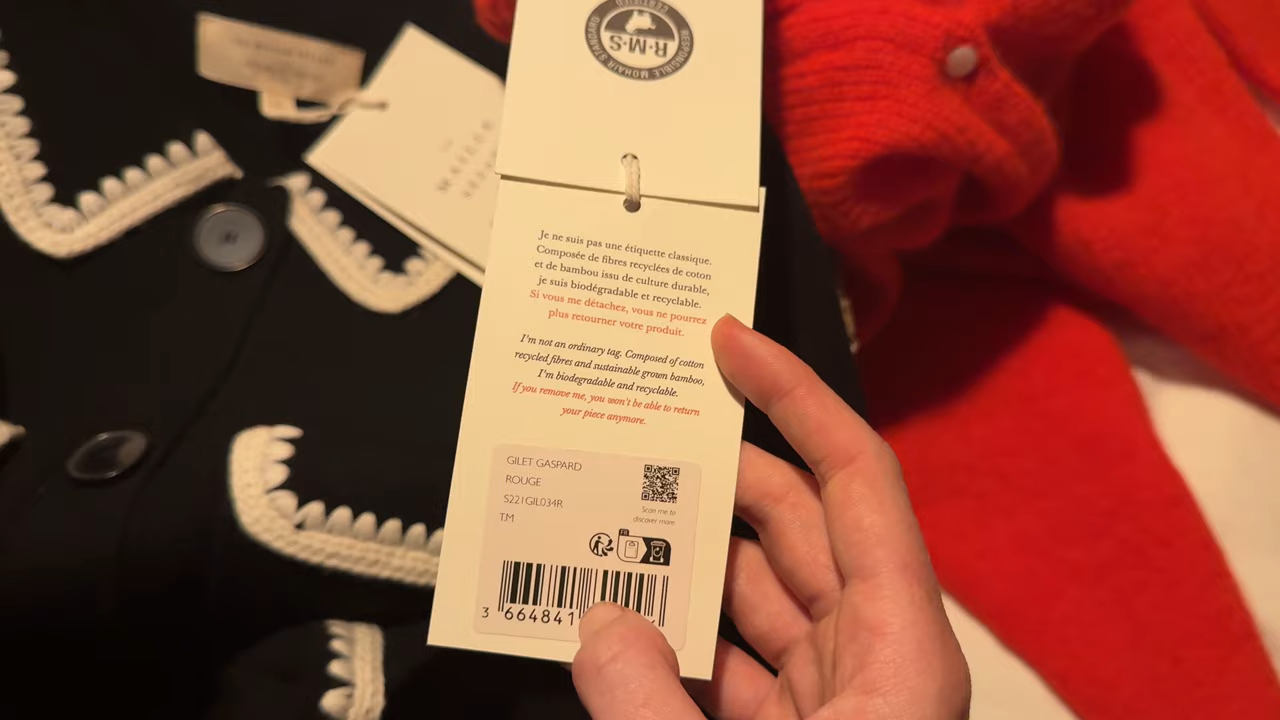 RESPONSIBLE MOHAIR STANDARD
CERTIFIED
R·M·S
Je ne suis pas une étiquette classique.
Composée de fibres recyclées de coton
et de bambou issu de culture durable,
je suis biodégradable et recyclable.
Si vous me détachez, vous ne pourrez
plus retourner votre produit.
I'm not an ordinary tag. Composed of cotton
recycled fibres and sustainable grown bamboo,
I'm biodegradable and recyclable.
If you remove me, you won't be able to return
your piece anymore.
GILET GASPARD
ROUGE
S221GIL034R
T.M
Scan me to
discover more
FR
3 664841